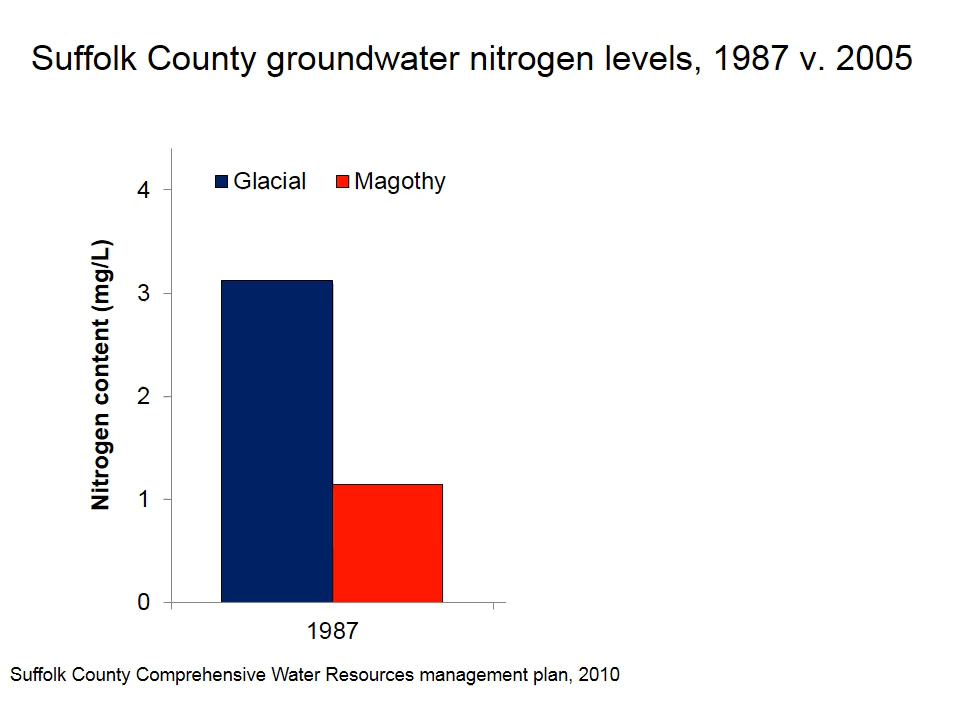 Suffolk County groundwater nitrogen levels, 1987 v. 2005
Glacial
Magothy
Nitrogen content (mg/L)
4
3
2
1
0
1987
Suffolk County Comprehensive Water Resources management plan, 2010